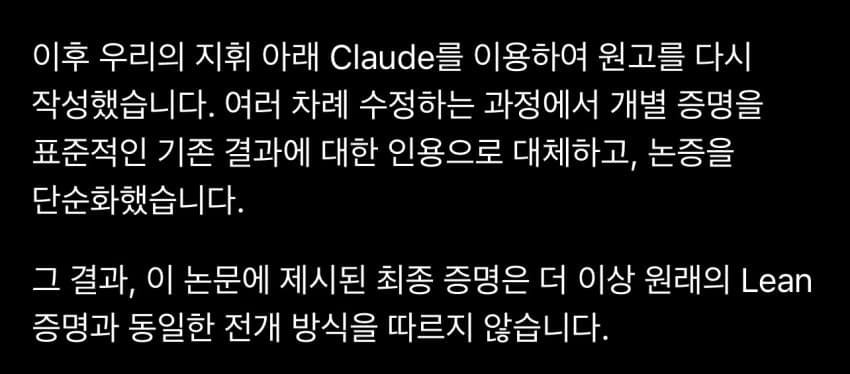 이후 우리의 지휘 아래 Claude를 이용하여 원고를 다시
작성했습니다. 여러 차례 수정하는 과정에서 개별 증명을
표준적인 기존 결과에 대한 인용으로 대체하고, 논증을
단순화했습니다.
그 결과, 이 논문에 제시된 최종 증명은 더 이상 원래의 Lean
증명과 동일한 전개 방식을 따르지 않습니다.